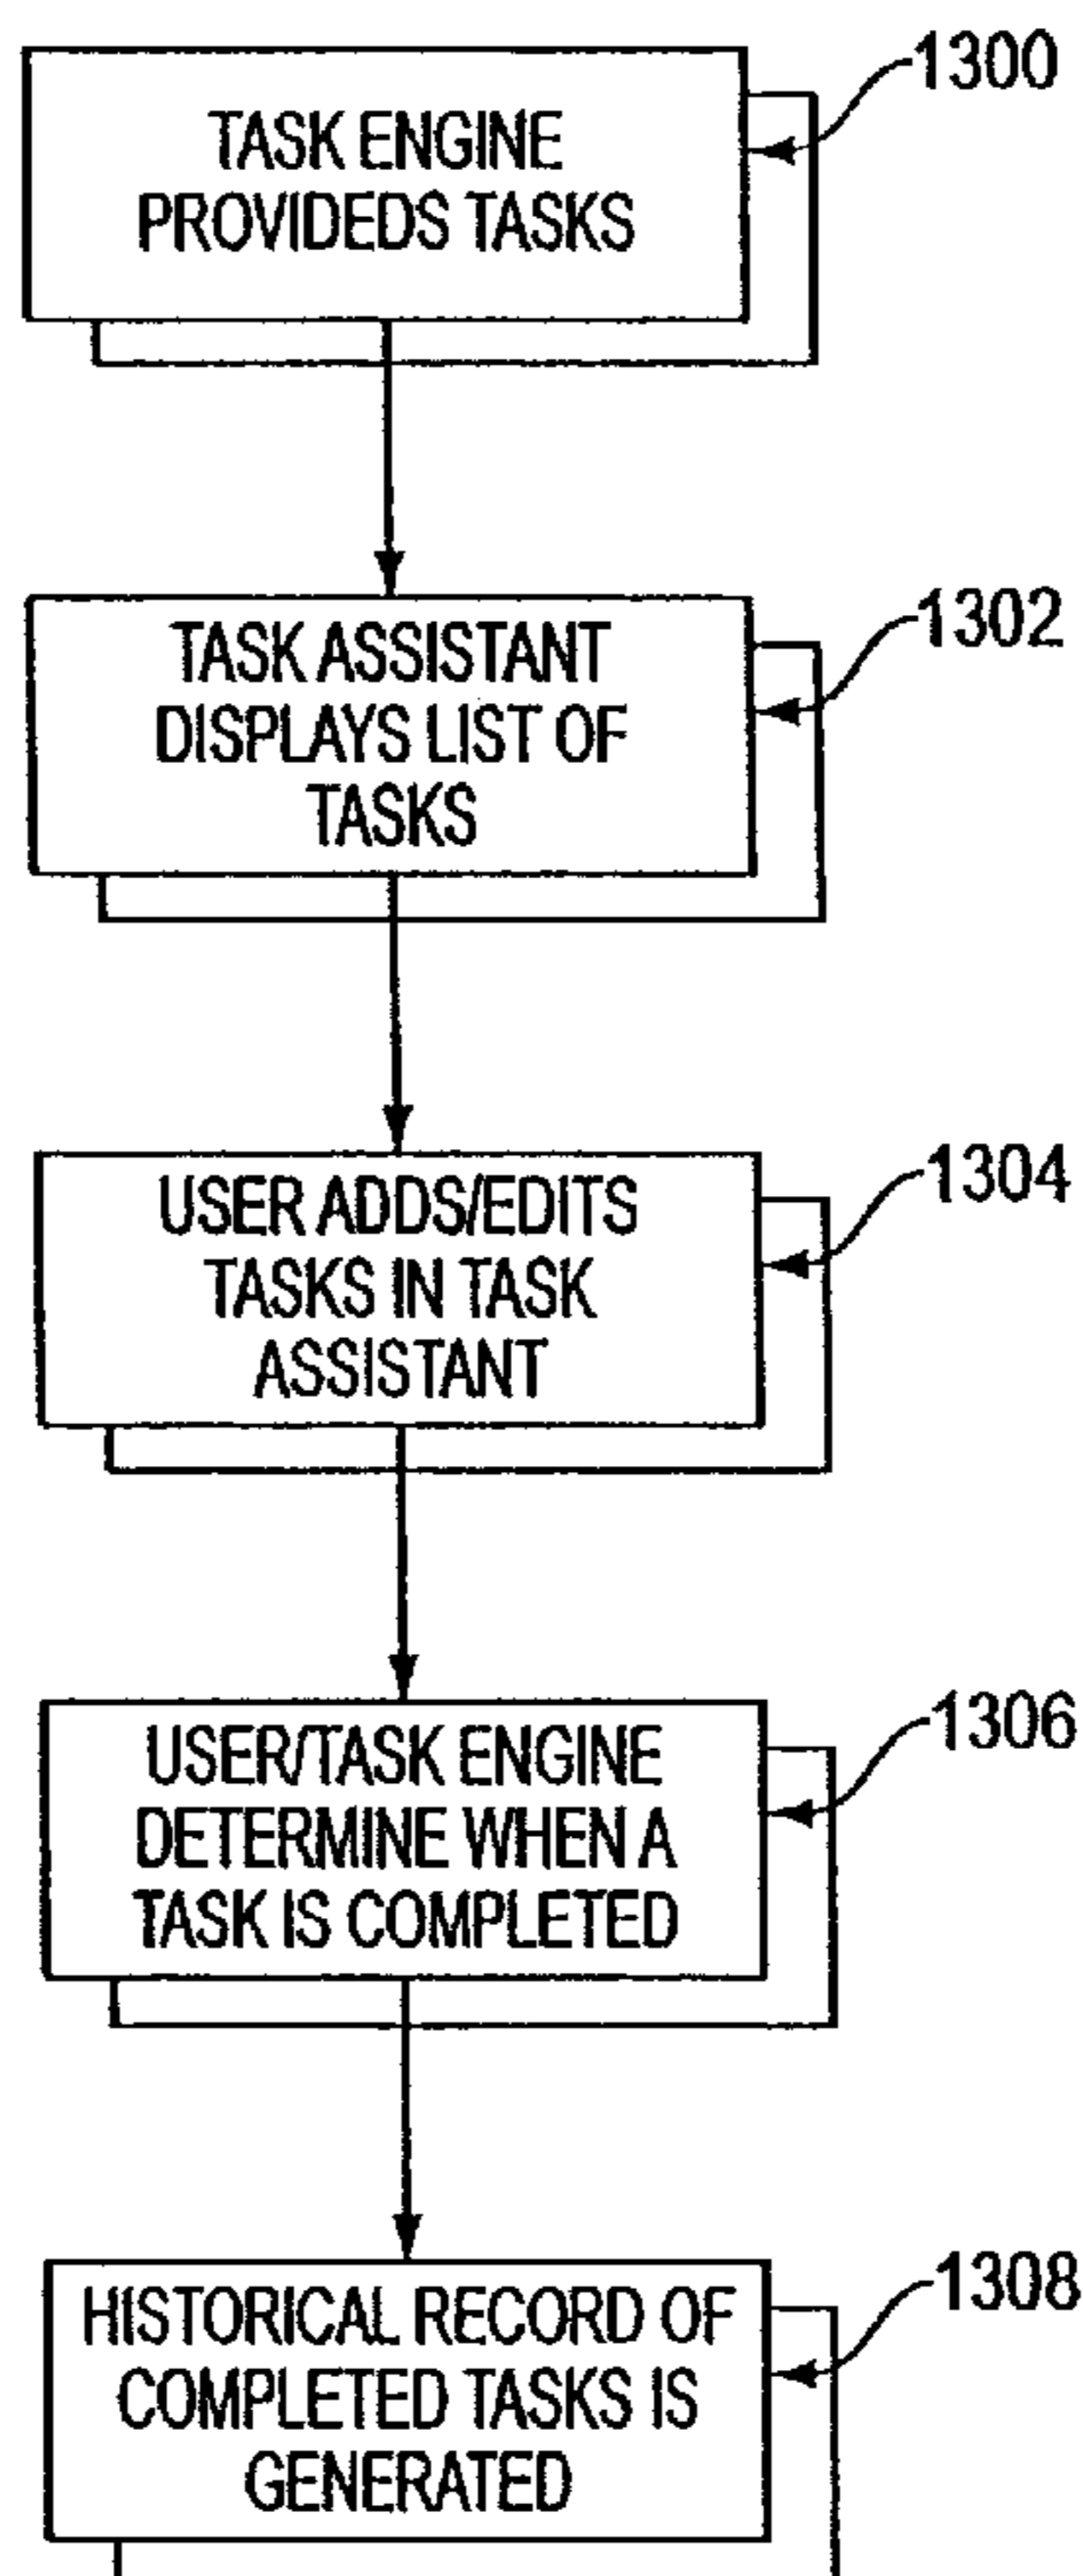 1300
TASK ENGINE
PROVIDEDS TASKS
1302
TASK ASSISTANT
DISPLAYS LIST OF
TASKS
1304
USER ADDS/EDITS
TASKS IN TASK
ASSISTANT
1306
USER/TASK ENGINE
DETERMINE WHEN A
TASK IS COMPLETED
1308
HISTORICAL RECORD OF
COMPLETED TASKS IS
GENERATED